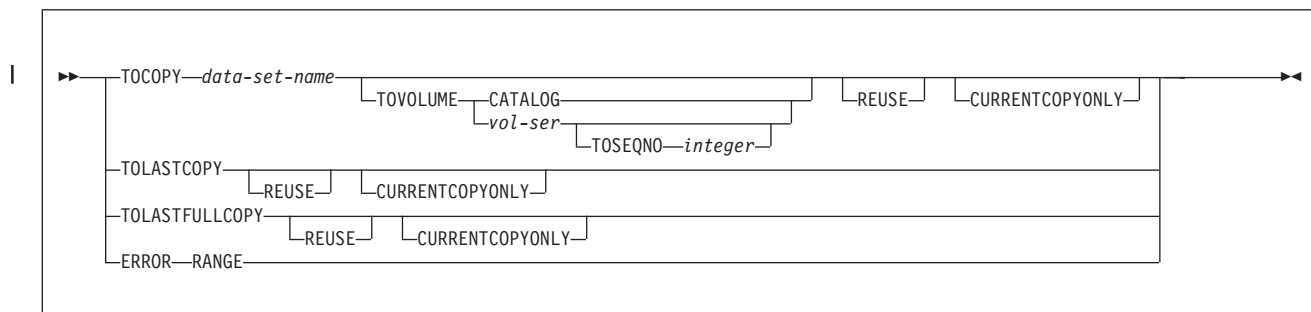 TOCOPY data-set-name
TOVOLUME CATALOG REUSE CURRENTCOPYONLY
vol-ser
TOSEQNO integer
TOLASTCOPY
REUSE CURRENTCOPYONLY
TOLASTFULLCOPY
REUSE CURRENTCOPYONLY
ERROR RANGE